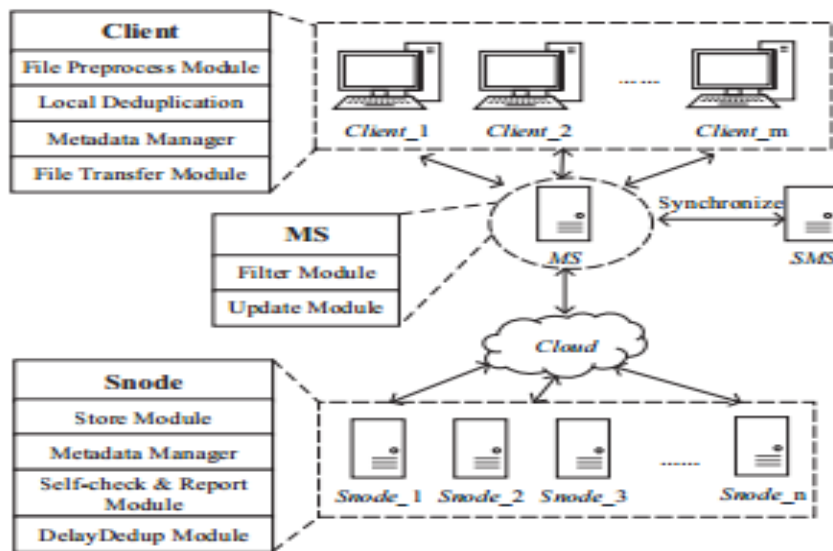 Client
File Preprocess Module
Local Deduplication
Metadata Manager
File Transfer Module
Client_1
Client_2
......
Client_m
MS
Filter Module
Update Module
MS
Synchronize
SMS
Cloud
Snode
Store Module
Metadata Manager
Self-check & Report
Module
DelayDedup Module
Snode_1
Snode_2
Snode_3
......
Snode_n